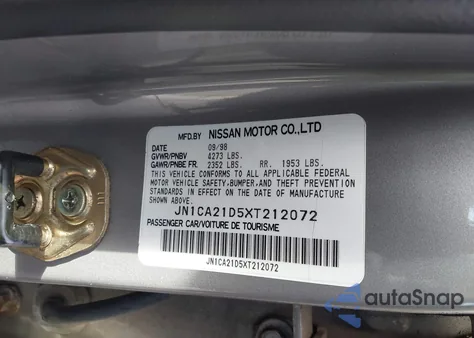 MFD.BY NISSAN MOTOR CO.,LTD
DATE 09/98
GVWR/PNBV 4273 LBS.
GAWR/PNBE FR. 2352 LBS. RR. 1953 LBS.
THIS VEHICLE CONFORMS TO ALL APPLICABLE FEDERAL
MOTOR VEHICLE SAFETY,BUMPER,AND THEFT PREVENTION
STANDARDS IN EFFECT ON THE DATE OF MANUFACTURE
SHOWN ABOVE.
JN1CA21D5XT212072
PASSENGER CAR/VOITURE DE TOURISME
JN1CA21D5XT212072
autaSnap